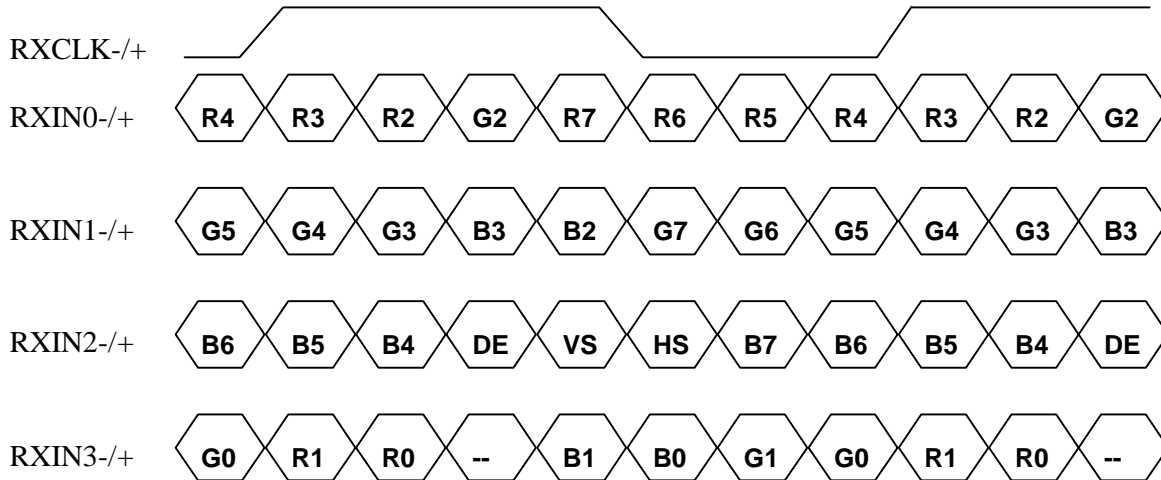 RXCLK-/+
RXIN0-/+ R4 R3 R2 G2 R7 R6 R5 R4 R3 R2 G2
RXIN1-/+ G5 G4 G3 B3 B2 G7 G6 G5 G4 G3 B3
RXIN2-/+ B6 B5 B4 DE VS HS B7 B6 B5 B4 DE
RXIN3-/+ G0 R1 R0 -- B1 B0 G1 G0 R1 R0 --